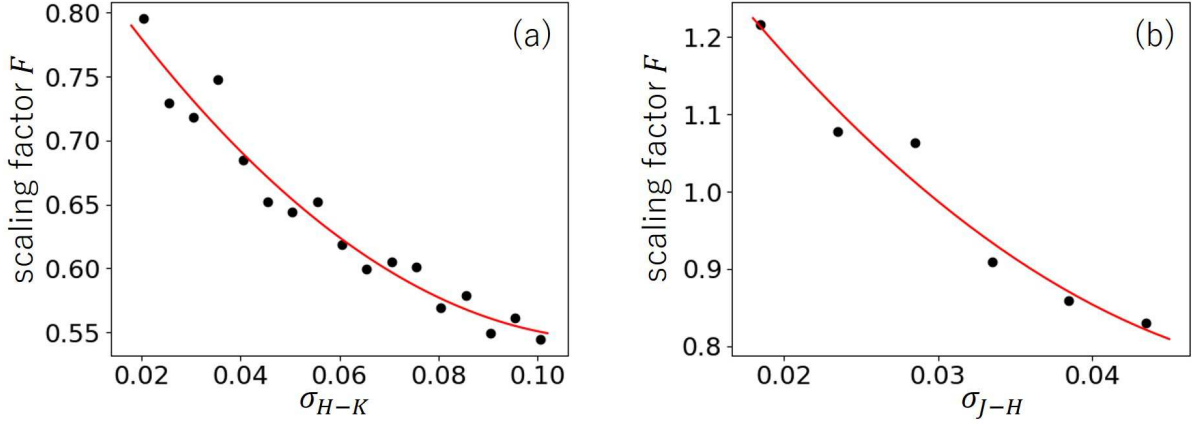 (a)
scaling factor F
0.80
0.75
0.70
0.65
0.60
0.55
0.02 0.04 0.06 0.08 0.10
σH−K
(b)
scaling factor F
1.2
1.1
1.0
0.9
0.8
0.02 0.03 0.04
σJ−H